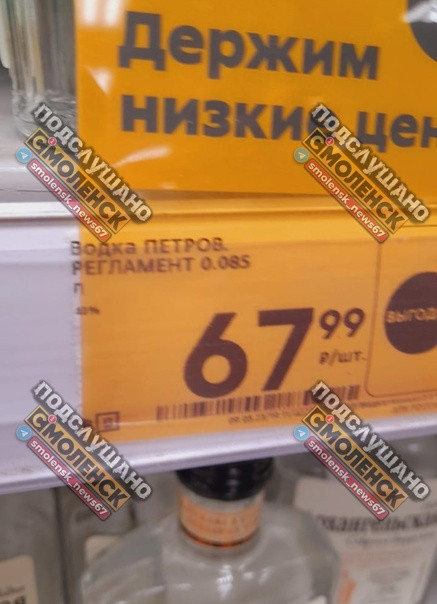 Держим
низкие цен
ПОДСЛУШАНО
СМОЛЕНСК
smolensk_news67
ПОДСЛУШАНО
СМОЛЕНСК
smolensk_news67
Водка ПЕТРОВ.
РЕГЛАМЕНТ 0.085
л
67 99
₽/шт.
выгод
ПОДСЛУШАНО
СМОЛЕНСК
smolensk_news67
ПОДСЛУШАНО
СМОЛЕНСК
smolensk_news67